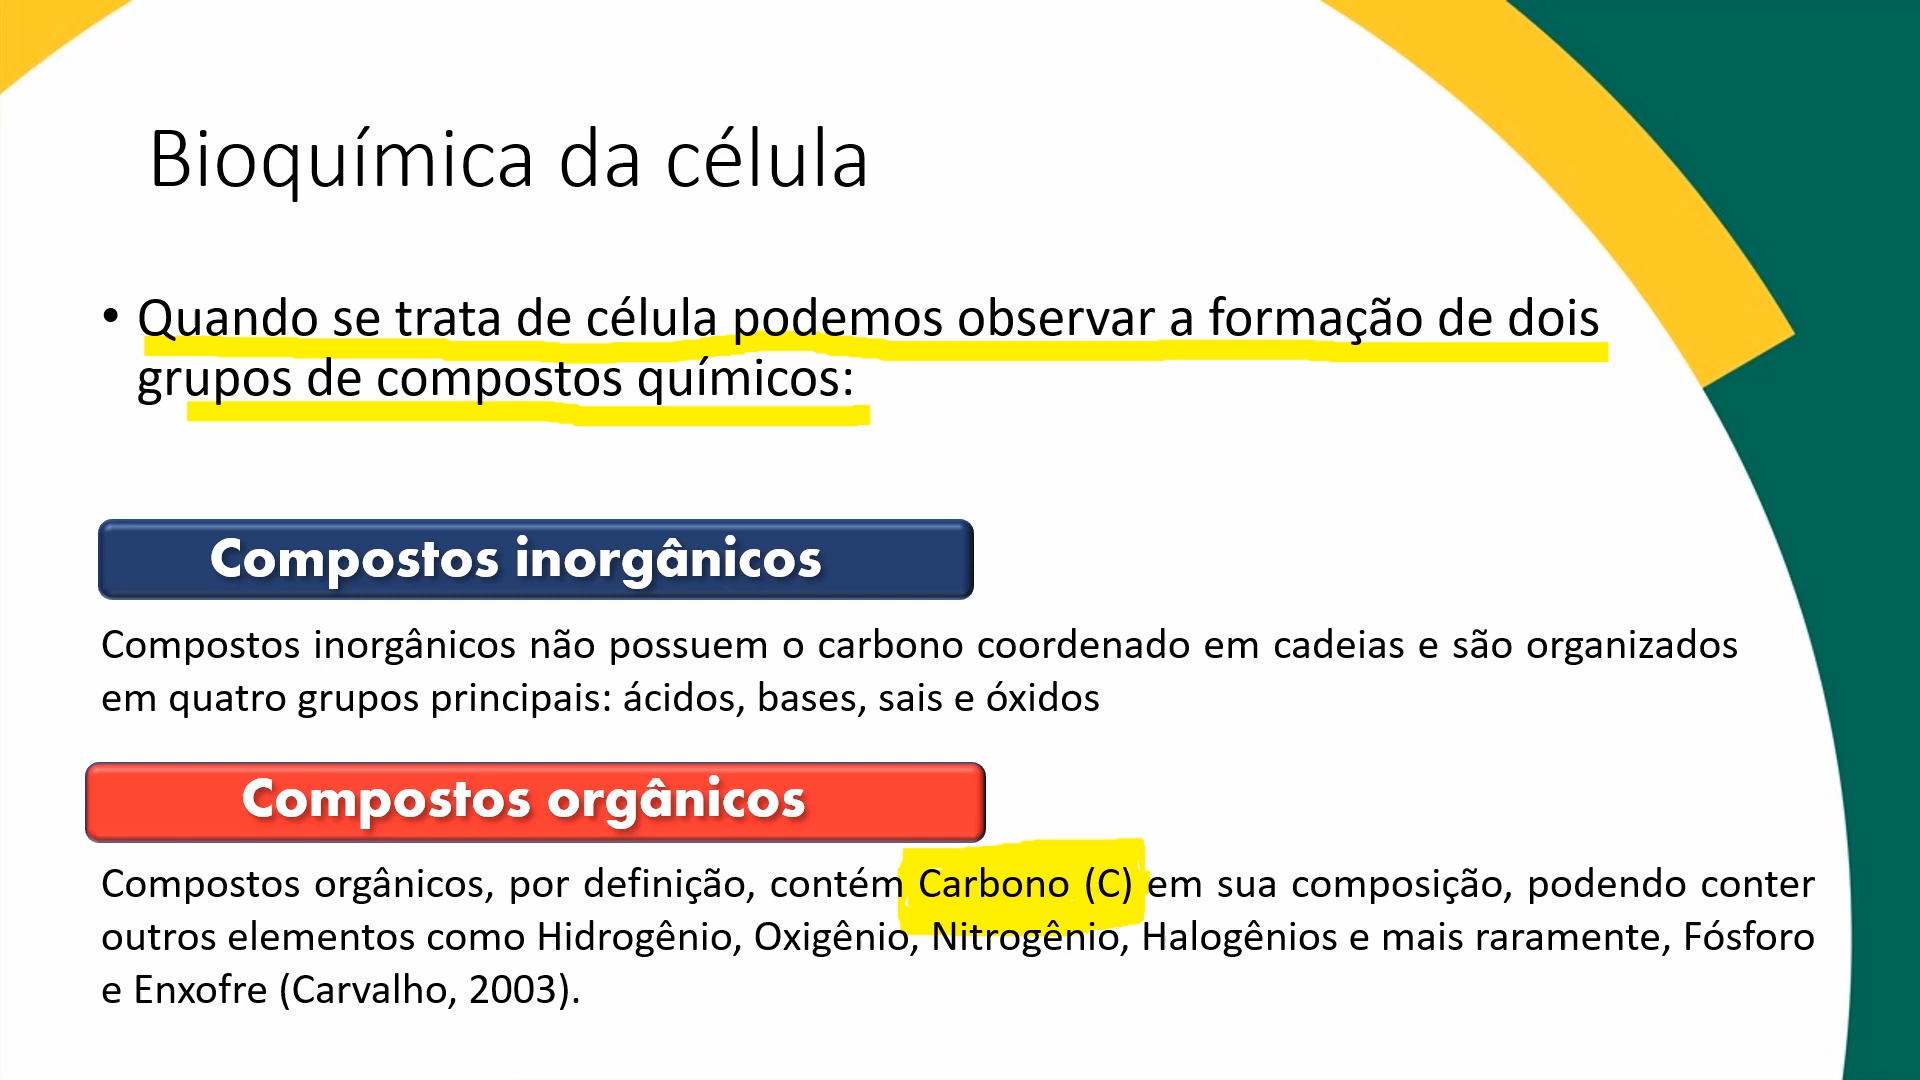 Bioquímica da célula
• Quando se trata de célula podemos observar a formação de dois
grupos de compostos químicos:
Compostos inorgânicos
Compostos inorgânicos não possuem o carbono coordenado em cadeias e são organizados
em quatro grupos principais: ácidos, bases, sais e óxidos
Compostos orgânicos
Compostos orgânicos, por definição, contém Carbono (C) em sua composição, podendo conter
outros elementos como Hidrogênio, Oxigênio, Nitrogênio, Halogênios e mais raramente, Fósforo
e Enxofre (Carvalho, 2003).